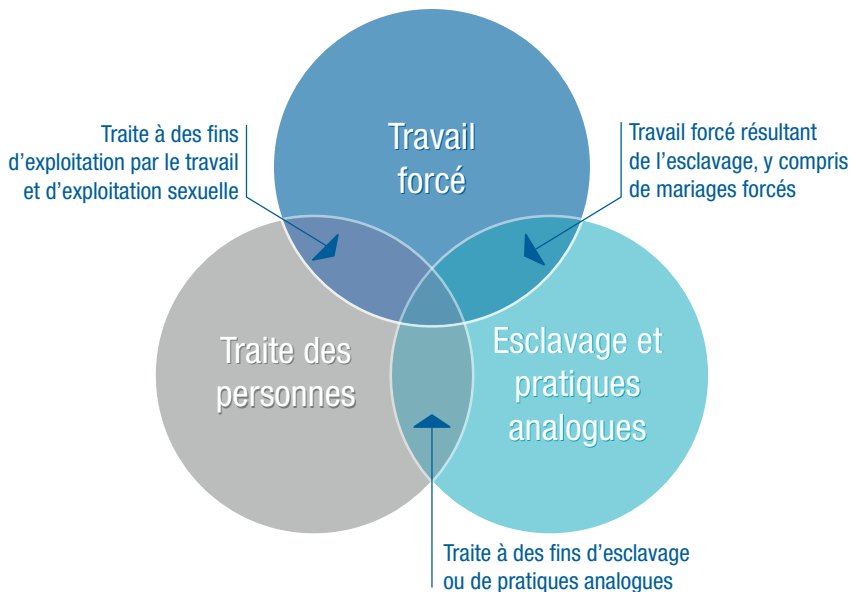 Travail
forcé
Traite à des fins
d'exploitation par le travail
et d'exploitation sexuelle
Travail forcé résultant
de l'esclavage, y compris
de mariages forcés
Traite des
personnes
Esclavage et
pratiques
analogues
Traite à des fins d'esclavage
ou de pratiques analogues